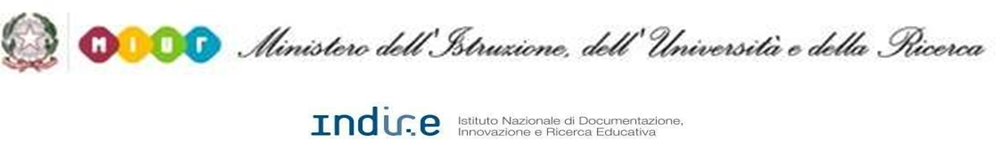 MIUR Ministero dell'Istruzione, dell'Università e della Ricerca
Indire Istituto Nazionale di Documentazione,
Innovazione e Ricerca Educativa